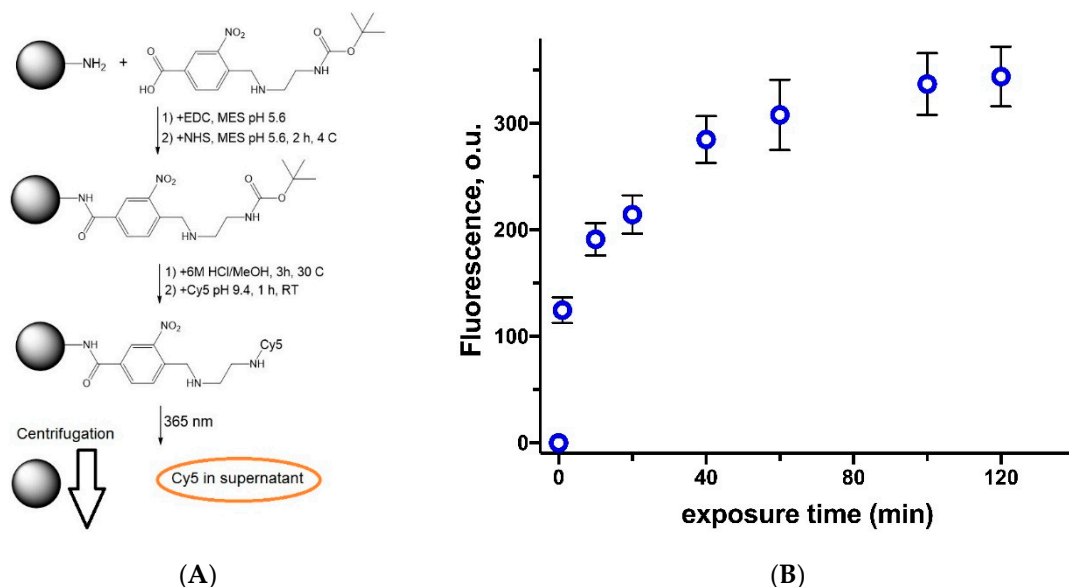 NH2
+
O
HO
NO2
HN
H
N
O
O
1) +EDC, MES pH 5.6
2) +NHS, MES pH 5.6, 2 h, 4 C
NH
O
NO2
HN
H
N
O
O
1) +6M HCl/MeOH, 3h, 30 C
2) +Cy5 pH 9.4, 1 h, RT
NH
O
NO2
HN
Cy5
NH
365 nm
Centrifugation
Cy5 in supernatant
(A)
Fluorescence, o.u.
300
200
100
0
0 40 80 120
exposure time (min)
(B)